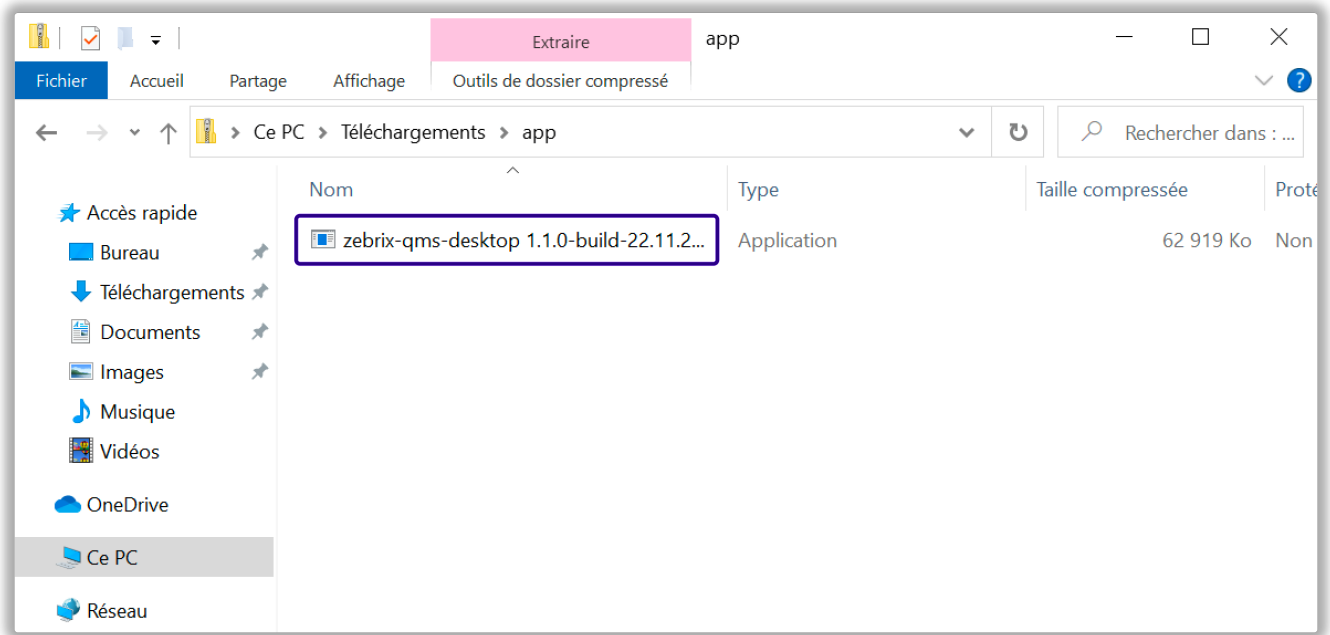 Extraire
app
Fichier
Accueil
Partage
Affichage
Outils de dossier compressé
?
Ce PC > Téléchargements > app
Rechercher dans : ...
Nom
Type
Taille compressée
Proté
zebrix-qms-desktop 1.1.0-build-22.11.2...
Application
62 919 Ko
Non
Accès rapide
Bureau
Téléchargements
Documents
Images
Musique
Vidéos
OneDrive
Ce PC
Réseau